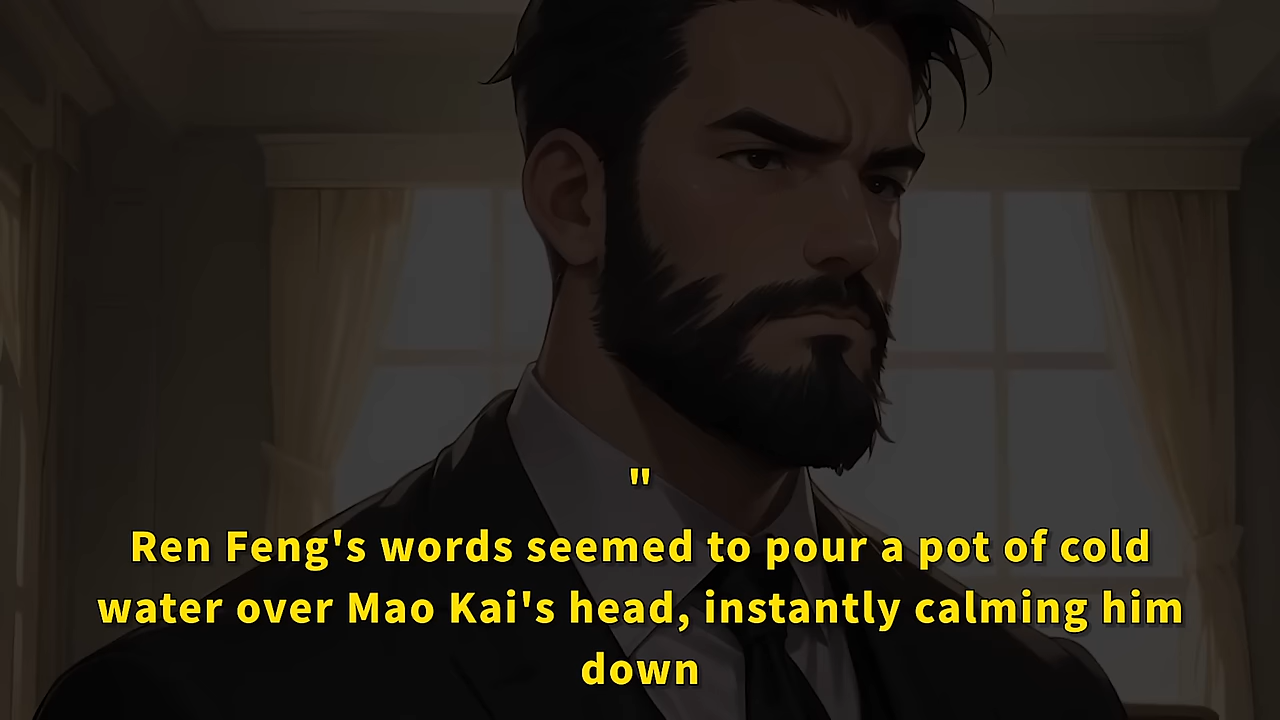 "
Ren Feng's words seemed to pour a pot of cold
water over Mao Kai's head, instantly calming him
down